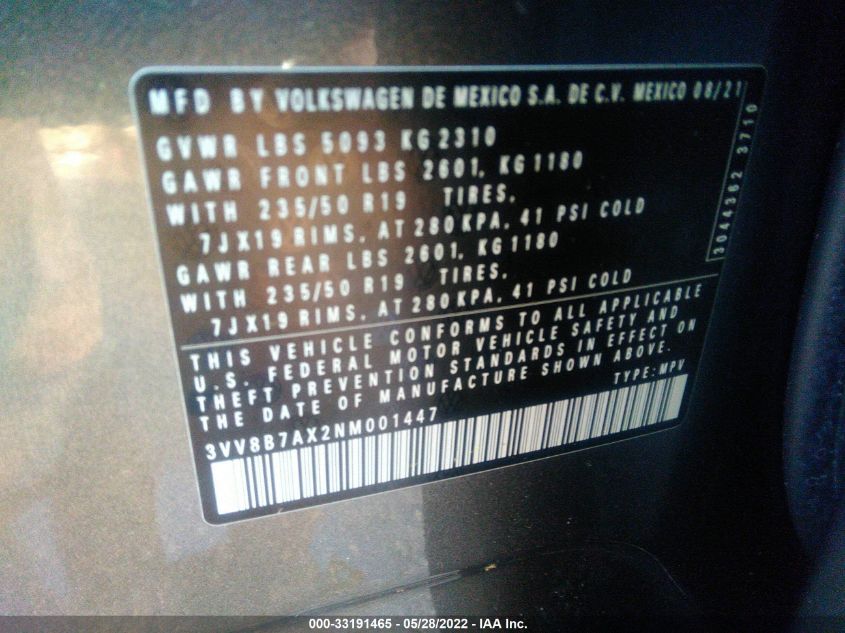 MFD BY VOLKSWAGEN DE MEXICO S.A. DE C.V. MEXICO 08/21
GVWR LBS 5093 KG 2310
GAWR FRONT LBS 2601, KG 1180
WITH 235/50 R19 TIRES,
7JX19 RIMS, AT 280 KPA, 41 PSI COLD
GAWR REAR LBS 2601, KG 1180
WITH 235/50 R19 TIRES,
7JX19 RIMS, AT 280 KPA, 41 PSI COLD
3044362 3710
THIS VEHICLE CONFORMS TO ALL APPLICABLE
U.S. FEDERAL MOTOR VEHICLE SAFETY AND
THEFT PREVENTION STANDARDS IN EFFECT ON
THE DATE OF MANUFACTURE SHOWN ABOVE.
TYPE: MPV
3VV8B7AX2NM001447
000-33191465 - 05/28/2022 - IAA Inc.